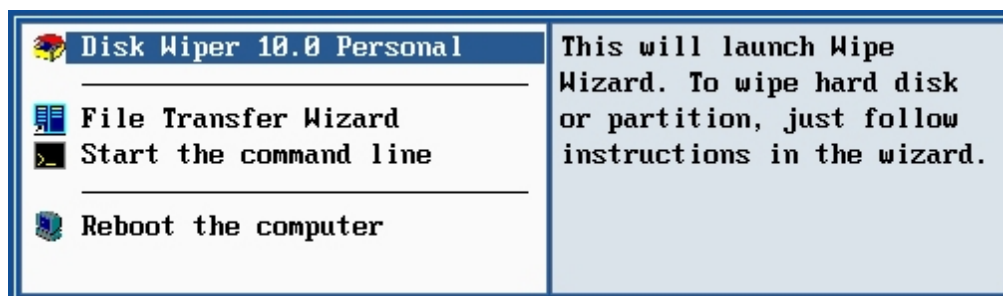 Disk Wiper 10.0 Personal
File Transfer Wizard
Start the command line
Reboot the computer
This will launch Wipe
Wizard. To wipe hard disk
or partition, just follow
instructions in the wizard.